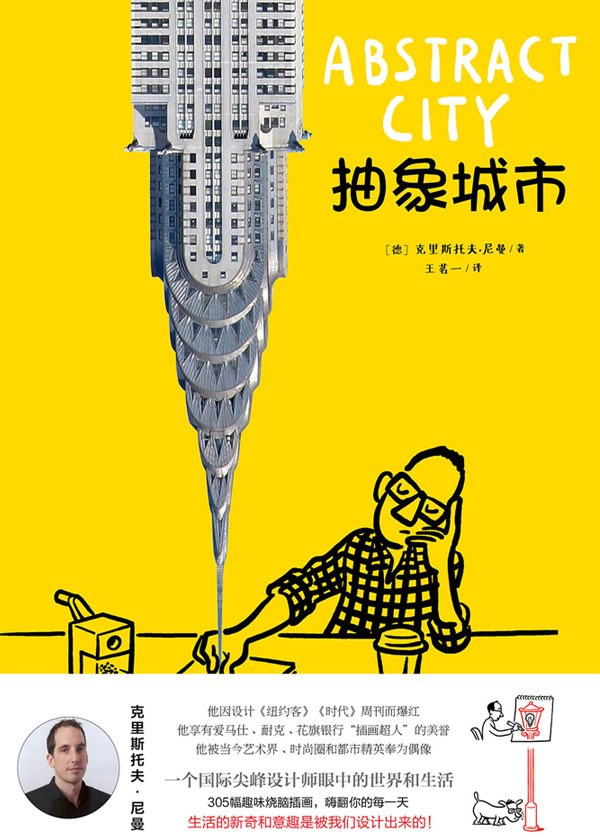 ABSTRACT
CITY
抽象城市
［德］克里斯托夫·尼曼/著
王茗一/译
克里斯托夫·尼曼
他因设计《纽约客》《时代》周刊而爆红
他享有爱马仕、耐克、花旗银行“插画超人”的美誉
他被当今艺术界、时尚圈和都市精英奉为偶像
一个国际尖峰设计师眼中的世界和生活
305幅趣味烧脑插画，嗨翻你的每一天
生活的新奇和意趣是被我们设计出来的！